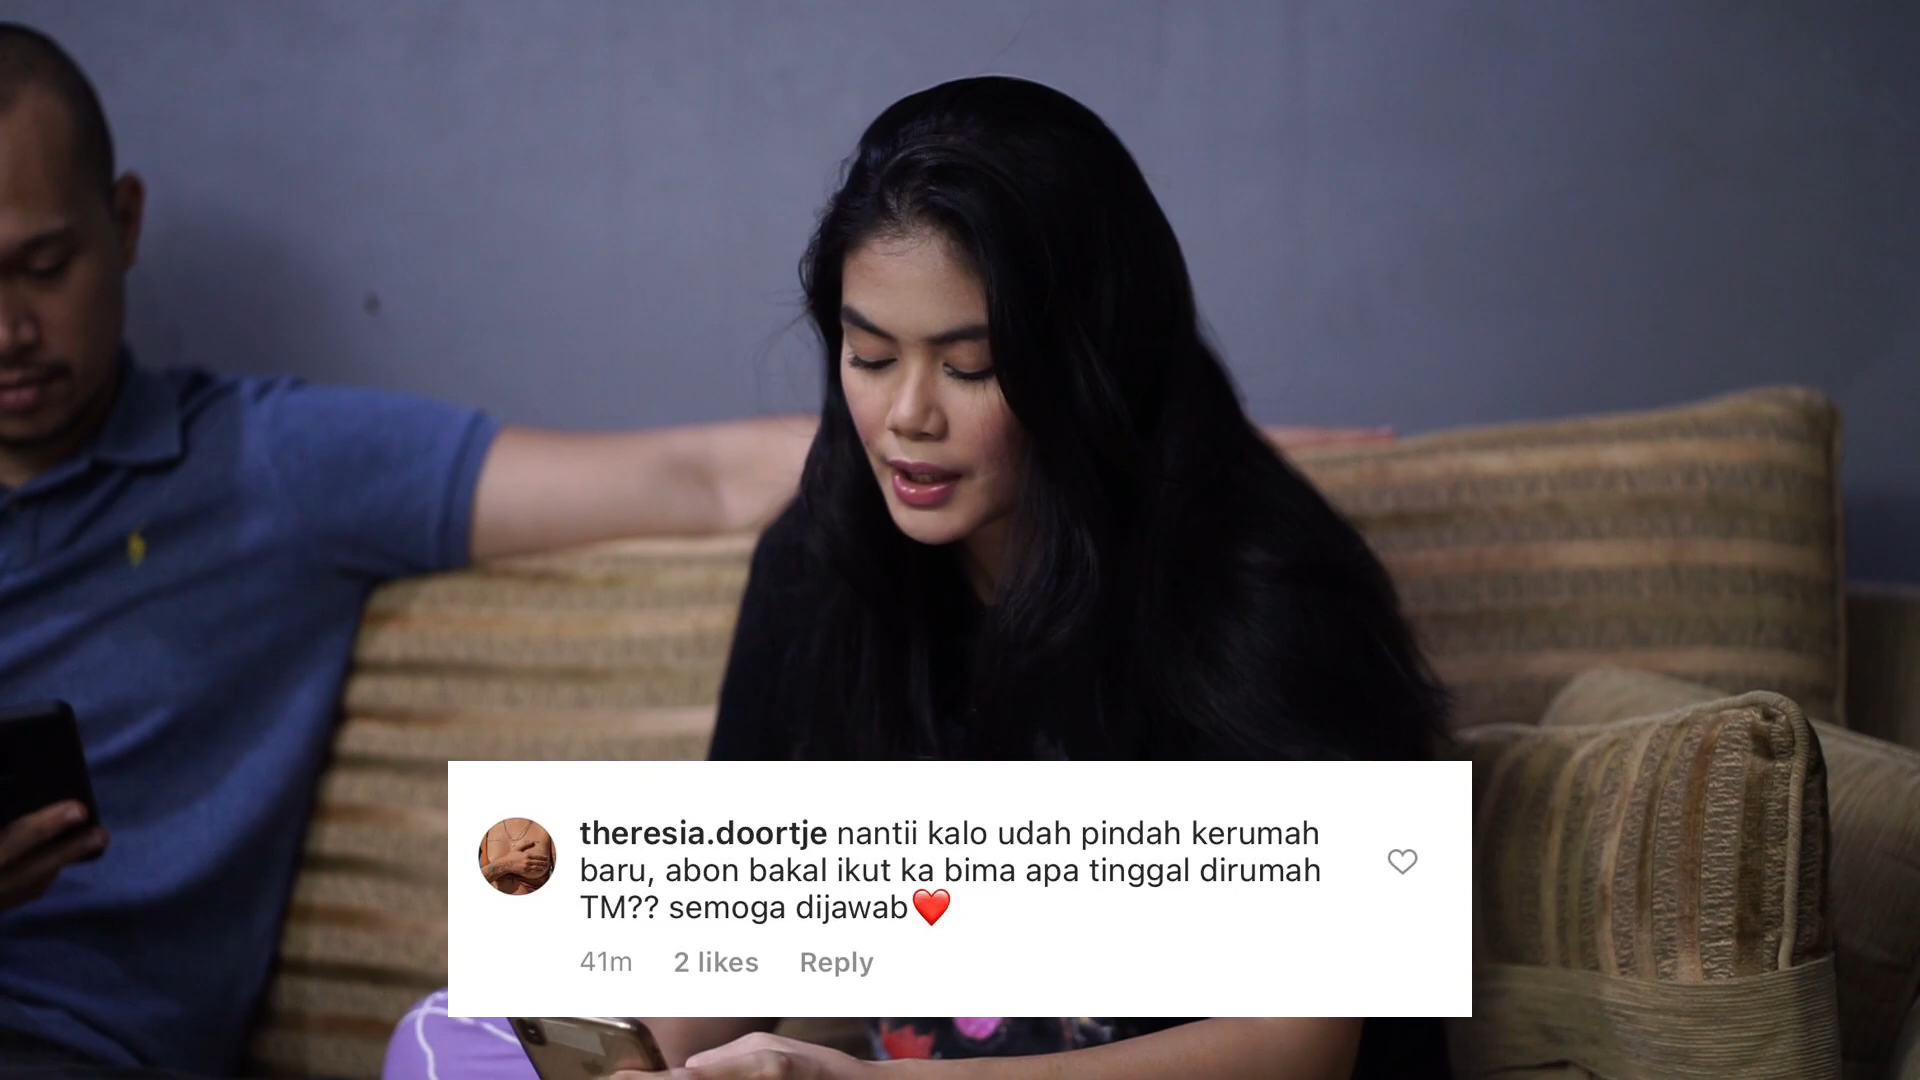 theresia.doortje nantii kalo udah pindah kerumah
baru, abon bakal ikut ka bima apa tinggal dirumah
TM?? semoga dijawab❤️
41m 2 likes Reply